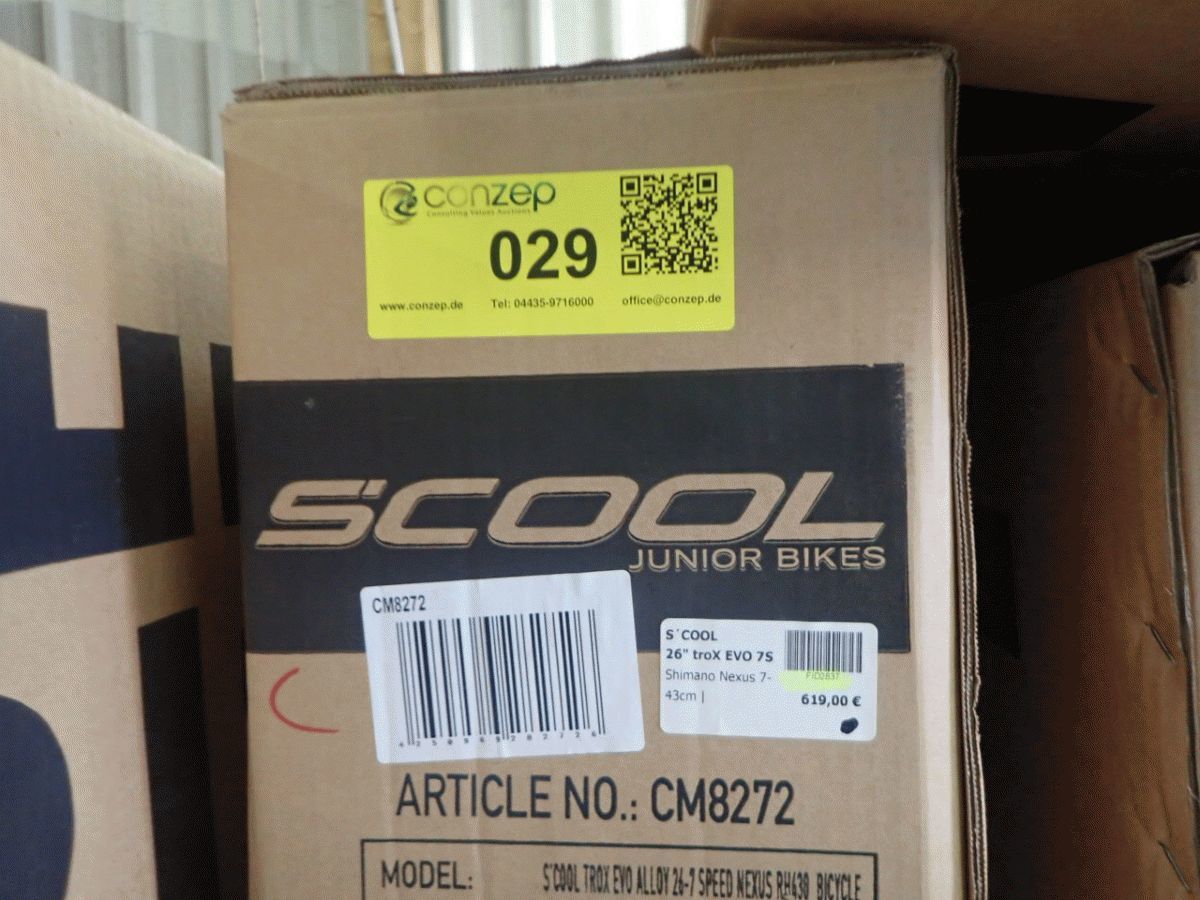 conzep
Consulting Values Auctions
029
www.conzep.de Tel: 04435-9716000 office@conzep.de
S'COOL
JUNIOR BIKES
CM8272
S´COOL
26" troX EVO 7S
Shimano Nexus 7-
PID2837
43cm |
619,00 €
ARTICLE NO.: CM8272
MODEL: S'COOL TROX EVO ALLOY 26-7 SPEED NEXUS RH430 BICYCLE